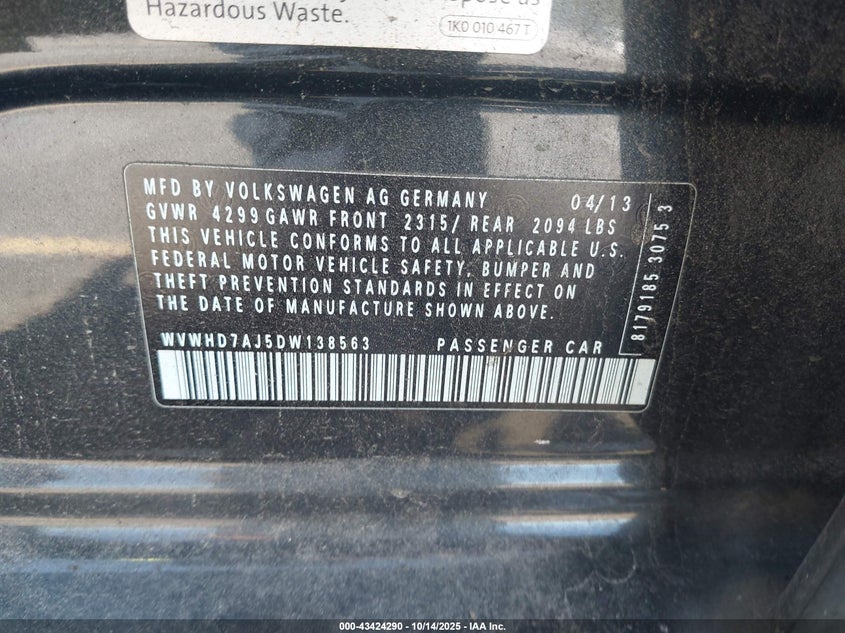 Hazardous Waste.
1K0 010 467 T
MFD BY VOLKSWAGEN AG GERMANY 04/13
GVWR 4299 GAWR FRONT 2315/ REAR 2094 LBS
THIS VEHICLE CONFORMS TO ALL APPLICABLE U.S.
FEDERAL MOTOR VEHICLE SAFETY, BUMPER AND
THEFT PREVENTION STANDARDS IN EFFECT ON
THE DATE OF MANUFACTURE SHOWN ABOVE.
WVWHD7AJ5DW138563 PASSENGER CAR
8179185 3075 3
000-43424290 - 10/14/2025 - IAA Inc.